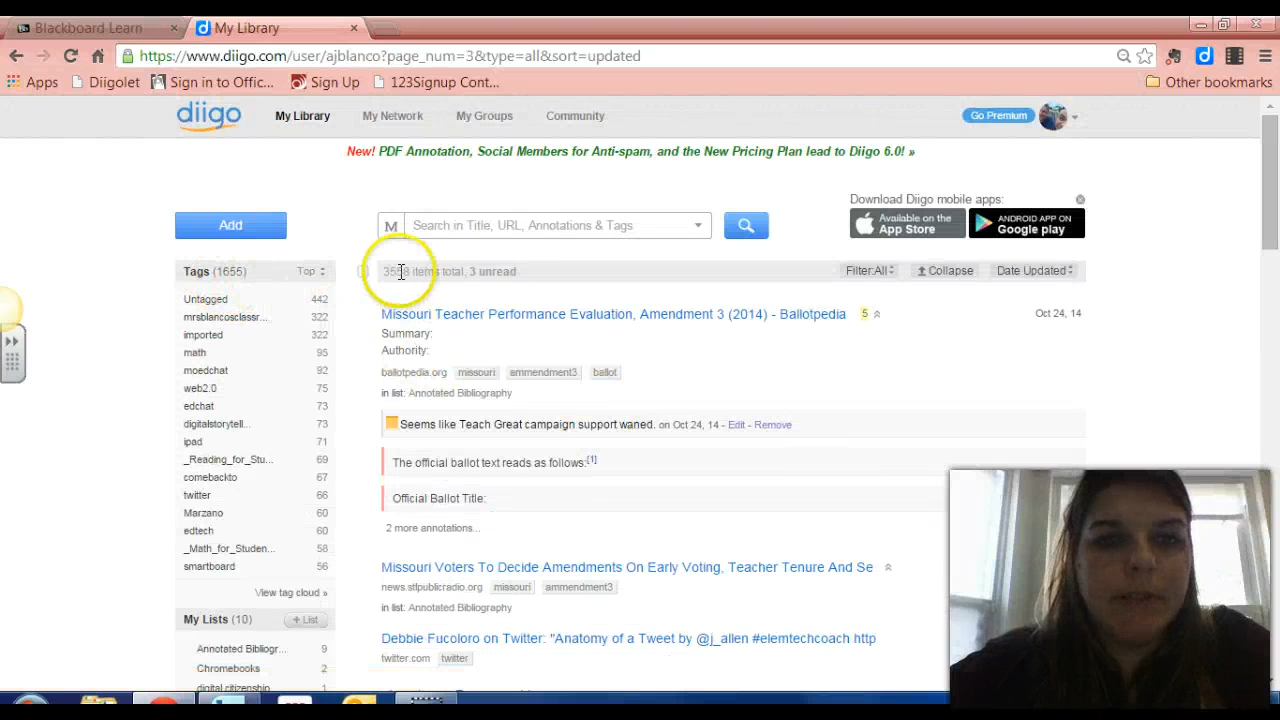 Blackboard Learn
My Library
https://www.diigo.com/user/ajblanco?page_num=3&type=all&sort=updated
Apps Diigolet Sign in to Offic... Sign Up 123Signup Cont... Other bookmarks
diigo My Library My Network My Groups Community Go Premium
New! PDF Annotation, Social Members for Anti-spam, and the New Pricing Plan lead to Diigo 6.0! »
Download Diigo mobile apps:
Add M Search in Title, URL, Annotations & Tags
Available on the App Store
ANDROID APP ON Google play
Tags (1655) Top
items total, 3 unread Filter:All Collapse Date Updated
Untagged 442
mrsblancosclassr... 322
imported 322
math 95
moedchat 92
web2.0 75
edchat 73
digitalstorytell... 73
ipad 71
_Reading_for_Stu... 69
comebackto 67
twitter 66
Marzano 60
edtech 60
_Math_for_Studen... 58
smartboard 56
View tag cloud »
My Lists (10) + List
Annotated Bibliogr... 9
Chromebooks 2
digital citizenship 1
Missouri Teacher Performance Evaluation, Amendment 3 (2014) - Ballotpedia 5 Oct 24, 14
Summary:
Authority:
ballotpedia.org missouri ammendment3 ballot
in list: Annotated Bibliography
Seems like Teach Great campaign support waned. on Oct 24, 14 - Edit - Remove
The official ballot text reads as follows:[1]
Official Ballot Title:
2 more annotations...
Missouri Voters To Decide Amendments On Early Voting, Teacher Tenure And Se
news.stlpublicradio.org missouri ammendment3
in list: Annotated Bibliography
Debbie Fucoloro on Twitter: "Anatomy of a Tweet by @j_allen #elemtechcoach http
twitter.com twitter